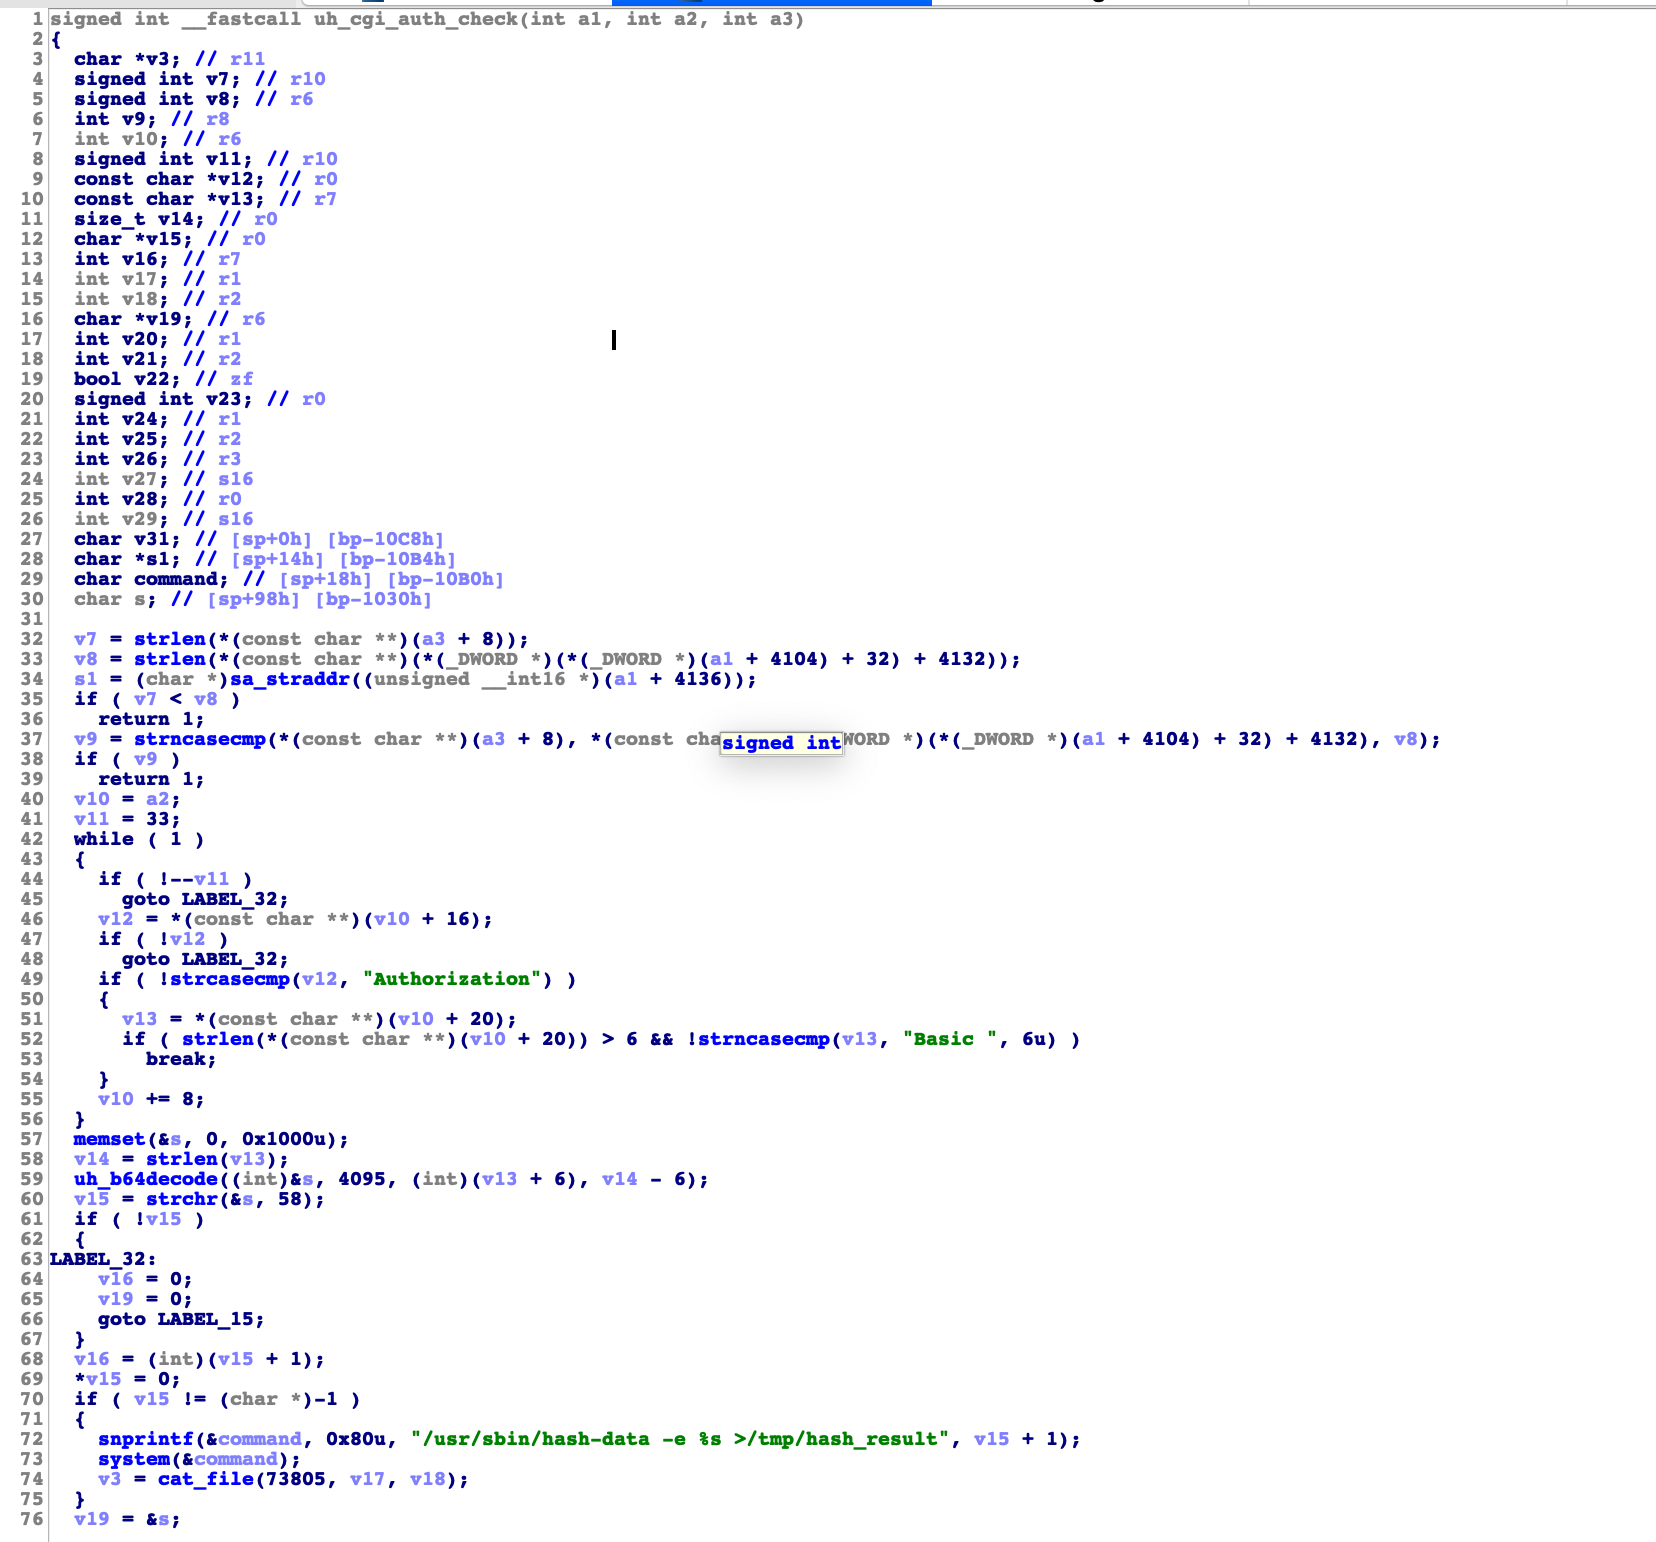 1 signed int __fastcall uh_cgi_auth_check(int a1, int a2, int a3)
2 {
3   char *v3; // r11
4   signed int v7; // r10
5   signed int v8; // r6
6   int v9; // r8
7   int v10; // r6
8   signed int v11; // r10
9   const char *v12; // r0
10   const char *v13; // r7
11   size_t v14; // r0
12   char *v15; // r0
13   int v16; // r7
14   int v17; // r1
15   int v18; // r2
16   char *v19; // r6
17   int v20; // r1
18   int v21; // r2
19   bool v22; // zf
20   signed int v23; // r0
21   int v24; // r1
22   int v25; // r2
23   int v26; // r3
24   int v27; // s16
25   int v28; // r0
26   int v29; // s16
27   char v31; // [sp+0h] [bp-10C8h]
28   char *s1; // [sp+14h] [bp-10B4h]
29   char command; // [sp+18h] [bp-10B0h]
30   char s; // [sp+98h] [bp-1030h]
31
32   v7 = strlen(*(const char **)(a3 + 8));
33   v8 = strlen(*(const char **)(*(_DWORD *)(*(_DWORD *)(a1 + 4104) + 32) + 4132));
34   s1 = (char *)sa_straddr((unsigned __int16 *)(a1 + 4136));
35   if ( v7 < v8 )
36     return 1;
37   v9 = strncasecmp(*(const char **)(a3 + 8), *(const cha signed int WORD *)(*(_DWORD *)(a1 + 4104) + 32) + 4132), v8);
38   if ( v9 )
39     return 1;
40   v10 = a2;
41   v11 = 33;
42   while ( 1 )
43   {
44     if ( !--v11 )
45       goto LABEL_32;
46     v12 = *(const char **)(v10 + 16);
47     if ( !v12 )
48       goto LABEL_32;
49     if ( !strcasecmp(v12, "Authorization") )
50     {
51       v13 = *(const char **)(v10 + 20);
52       if ( strlen(*(const char **)(v10 + 20)) > 6 && !strncasecmp(v13, "Basic ", 6u) )
53         break;
54     }
55     v10 += 8;
56   }
57   memset(&s, 0, 0x1000u);
58   v14 = strlen(v13);
59   uh_b64decode((int)&s, 4095, (int)(v13 + 6), v14 - 6);
60   v15 = strchr(&s, 58);
61   if ( !v15 )
62   {
63 LABEL_32:
64     v16 = 0;
65     v19 = 0;
66     goto LABEL_15;
67   }
68   v16 = (int)(v15 + 1);
69   *v15 = 0;
70   if ( v15 != (char *)-1 )
71   {
72     snprintf(&command, 0x80u, "/usr/sbin/hash-data -e %s >/tmp/hash_result", v15 + 1);
73     system(&command);
74     v3 = cat_file(73805, v17, v18);
75   }
76   v19 = &s;